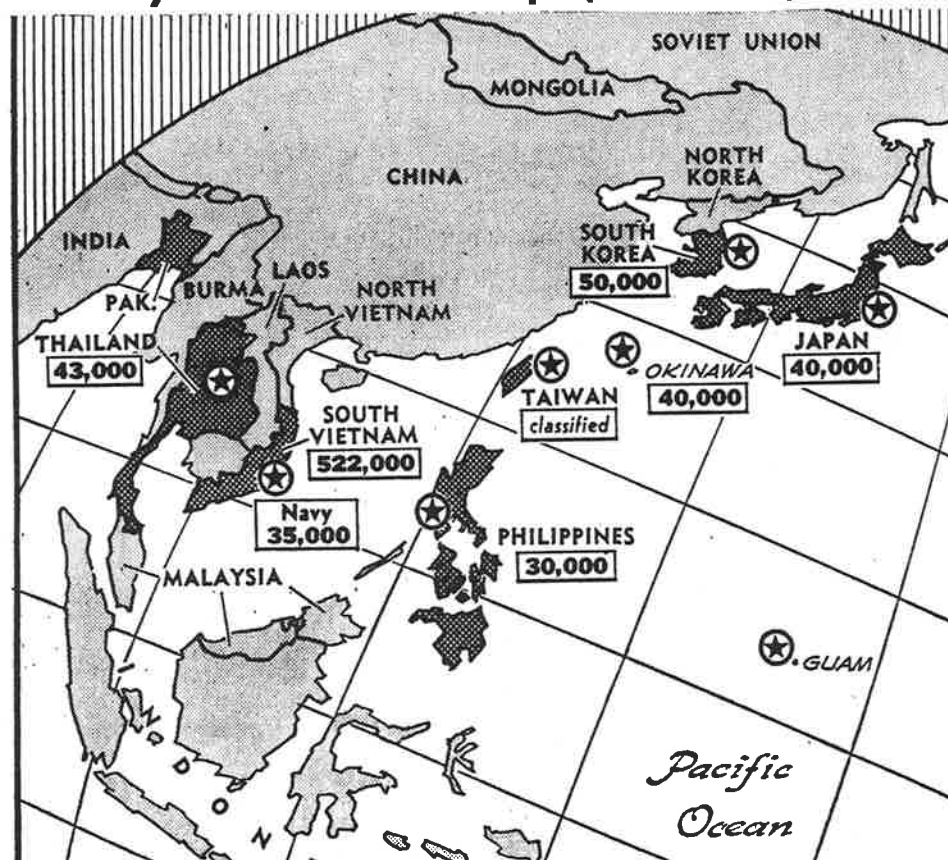 SOVIET UNION
MONGOLIA
CHINA
NORTH
KOREA
INDIA
SOUTH
KOREA
50,000
PAK.
BURMA
LAOS
NORTH
VIETNAM
THAILAND
43,000
JAPAN
40,000
OKINAWA
40,000
TAIWAN
classified
SOUTH
VIETNAM
522,000
Navy
35,000
PHILIPPINES
30,000
MALAYSIA
GUAM
I N D O N
Pacific
Ocean